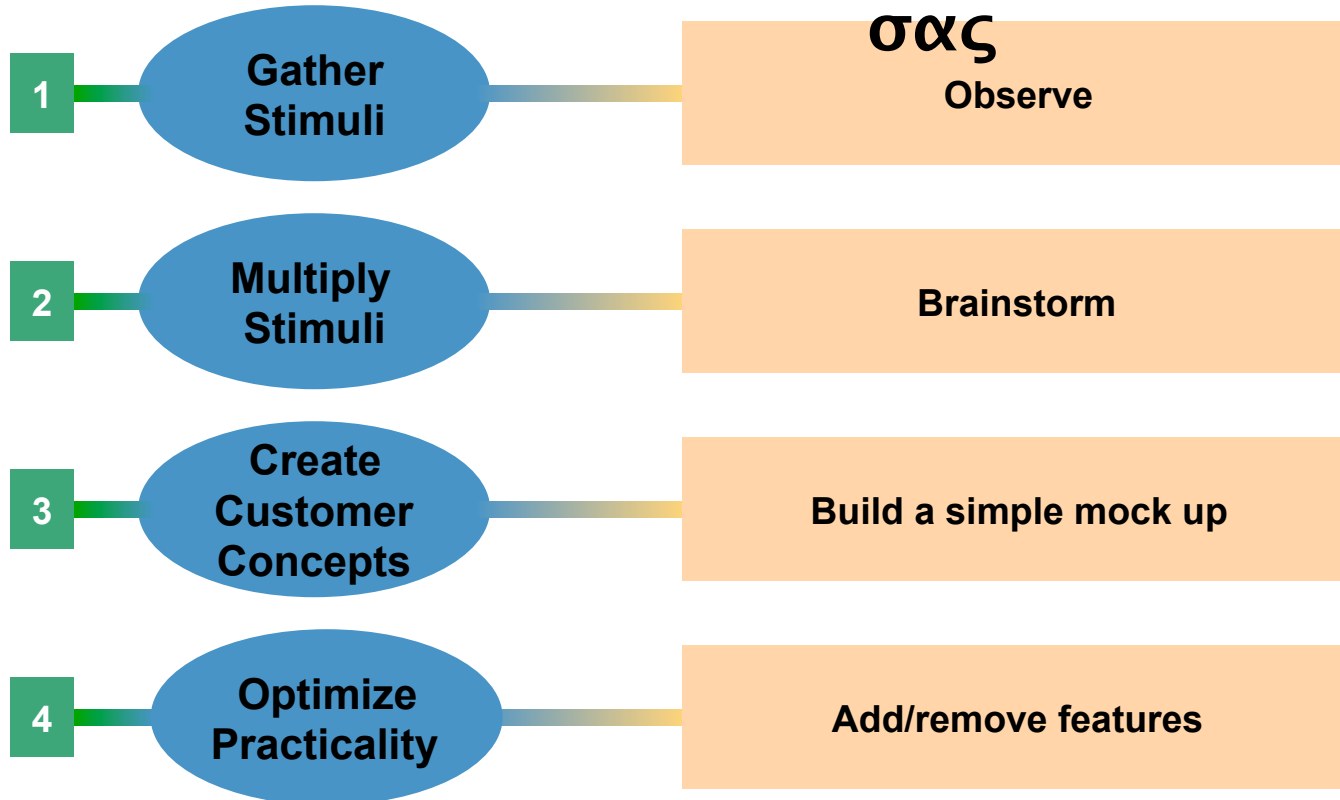 σας
1
Gather
Stimuli
Observe
2
Multiply
Stimuli
Brainstorm
3
Create
Customer
Concepts
Build a simple mock up
4
Optimize
Practicality
Add/remove features